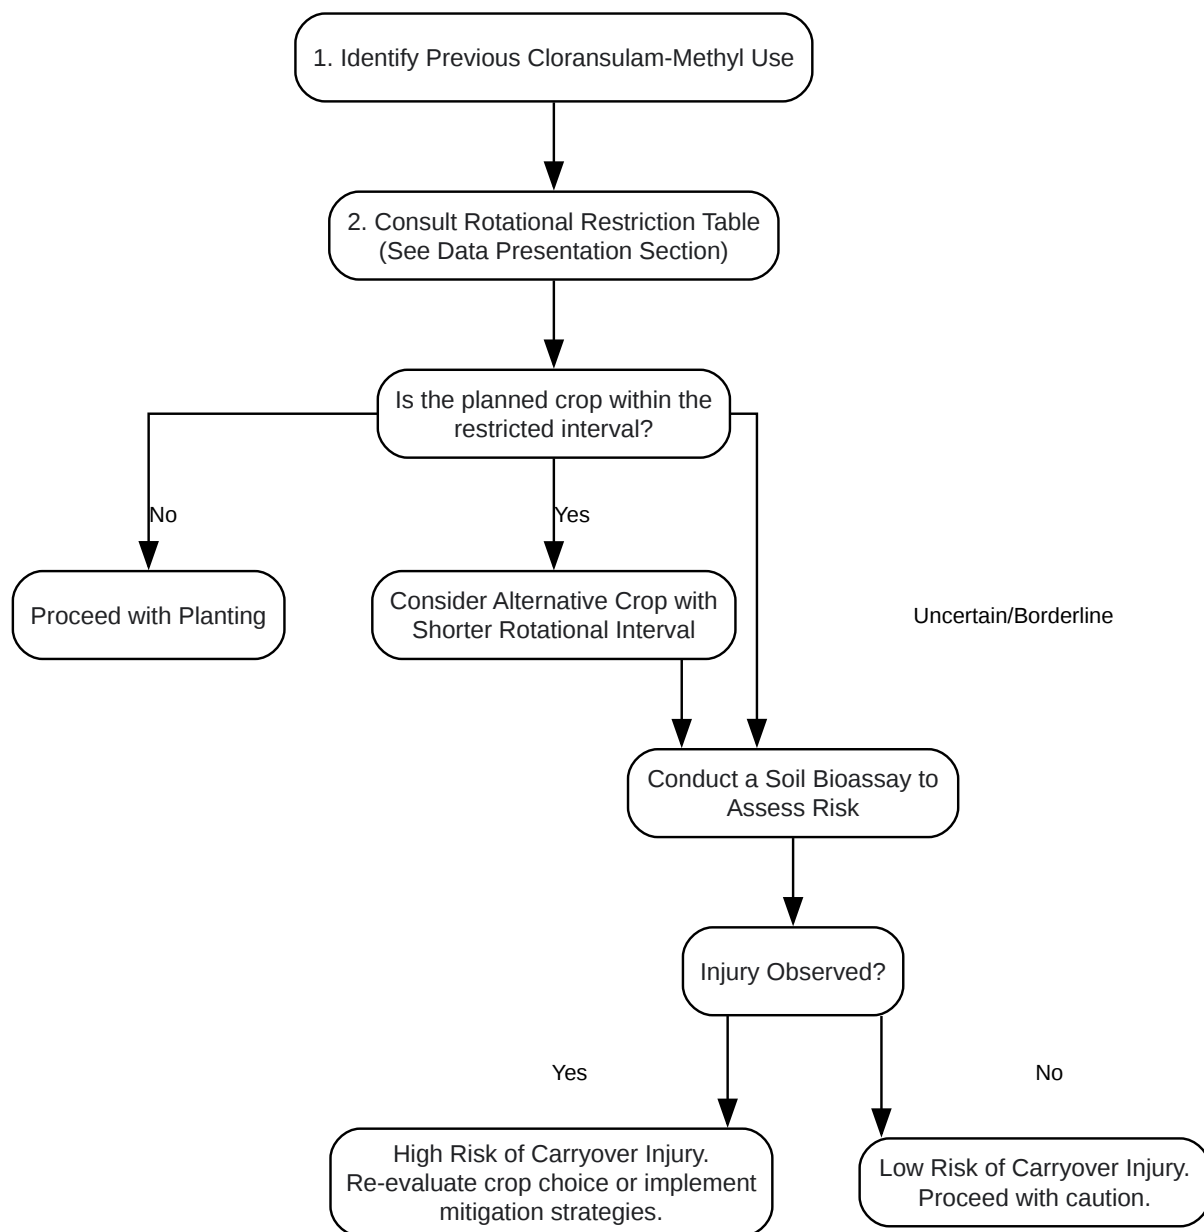 1. Identify Previous Cloransulam-Methyl Use
2. Consult Rotational Restriction Table
(See Data Presentation Section)
Is the planned crop within the
restricted interval?
No
Yes
Proceed with Planting
Consider Alternative Crop with
Shorter Rotational Interval
Uncertain/Borderline
Conduct a Soil Bioassay to
Assess Risk
Injury Observed?
Yes
No
High Risk of Carryover Injury.
Re-evaluate crop choice or implement
mitigation strategies.
Low Risk of Carryover Injury.
Proceed with caution.